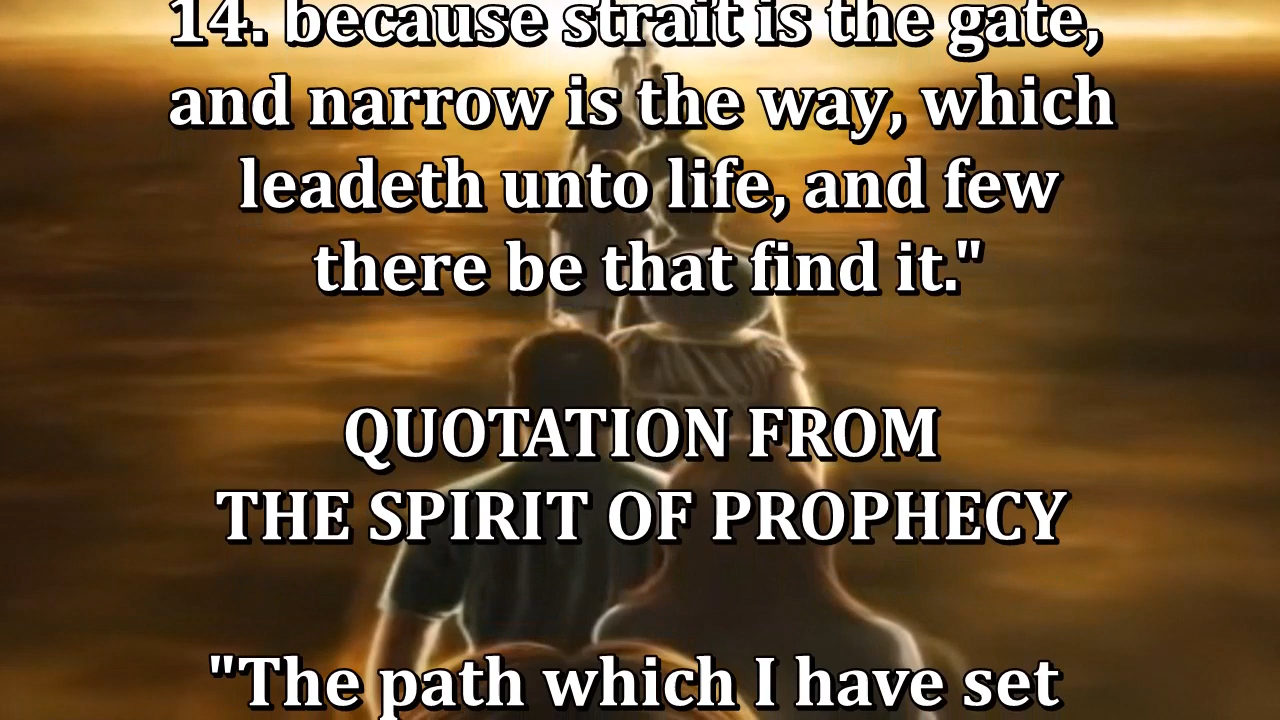 14. because strait is the gate,
and narrow is the way, which
leadeth unto life, and few
there be that find it."
QUOTATION FROM
THE SPIRIT OF PROPHECY
"The path which I have set